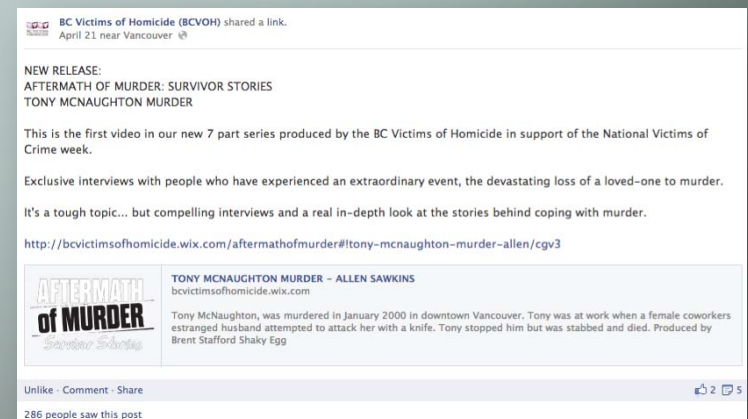 BC Victims of Homicide (BCVOH) shared a link.
April 21 near Vancouver
NEW RELEASE:
AFTERMATH OF MURDER: SURVIVOR STORIES
TONY MCNAUGHTON MURDER
This is the first video in our new 7 part series produced by the BC Victims of Homicide in support of the National Victims of
Crime week.
Exclusive interviews with people who have experienced an extraordinary event, the devastating loss of a loved-one to murder.
It's a tough topic... but compelling interviews and a real in-depth look at the stories behind coping with murder.
http://bcvictimsofhomicide.wix.com/aftermathofmurder#!tony-mcnaughton-murder-allen/cgv3
AFTERMATH
of MURDER
Survivor Stories
TONY MCNAUGHTON MURDER - ALLEN SAWKINS
bcvictimsofhomicide.wix.com
Tony McNaughton, was murdered in January 2000 in downtown Vancouver. Tony was at work when a female coworkers
estranged husband attempted to attack her with a knife. Tony stopped him but was stabbed and died. Produced by
Brent Stafford Shaky Egg
Unlike · Comment · Share
2 5
286 people saw this post